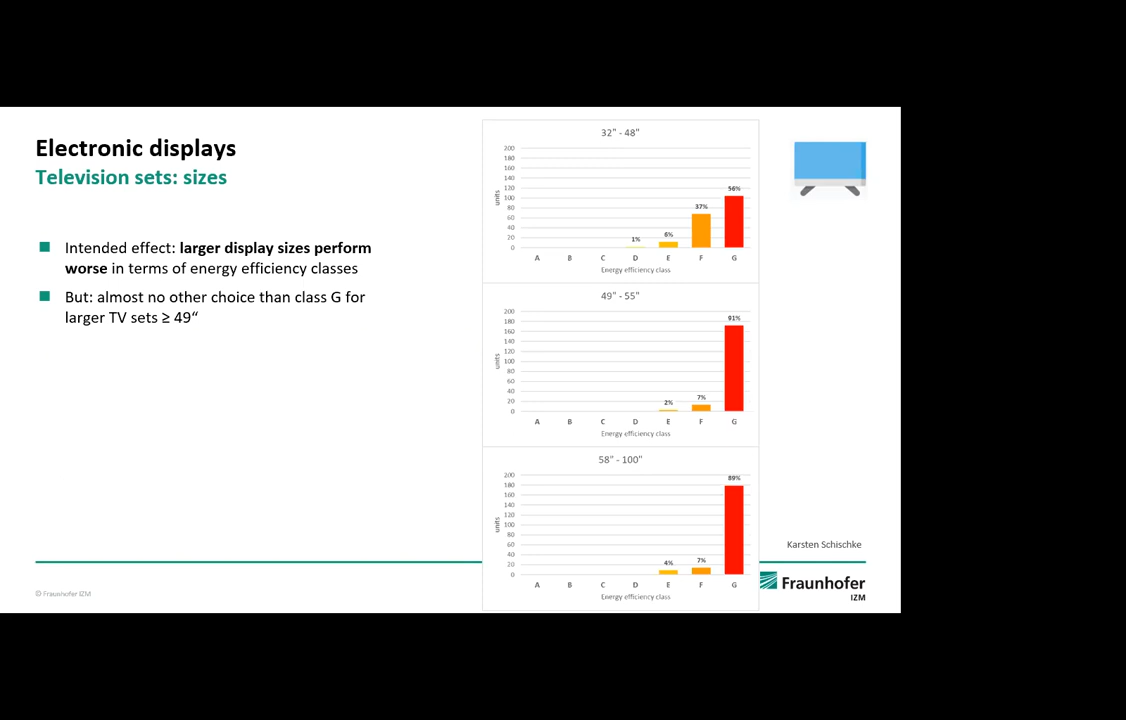 Electronic displays
Television sets: sizes
Intended effect: larger display sizes perform
worse in terms of energy efficiency classes
But: almost no other choice than class G for
larger TV sets ≥ 49“
32" - 48"
units
200
180
160
140
120
100
80
60
40
20
0
1%
6%
37%
56%
A B C D E F G
Energy efficiency class
49" - 55"
units
200
180
160
140
120
100
80
60
40
20
0
2%
7%
91%
A B C D E F G
Energy efficiency class
58" - 100"
units
200
180
160
140
120
100
80
60
40
20
0
4%
7%
89%
A B C D E F G
Energy efficiency class
Karsten Schischke
© Fraunhofer IZM
Fraunhofer
IZM